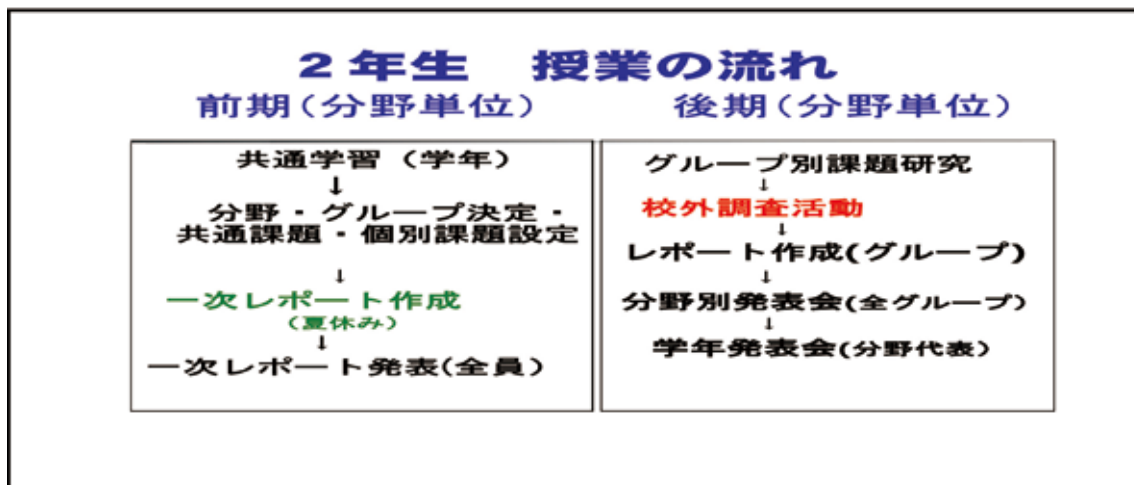 2年生　授業の流れ
前期(分野単位)
後期(分野単位)
共通学習（学年）
↓
分野・グループ決定・
共通課題・個別課題設定
↓
一次レポート作成
（夏休み）
↓
一次レポート発表(全員)
グループ別課題研究
↓
校外調査活動
↓
レポート作成(グループ)
↓
分野別発表会(全グループ)
↓
学年発表会(分野代表)